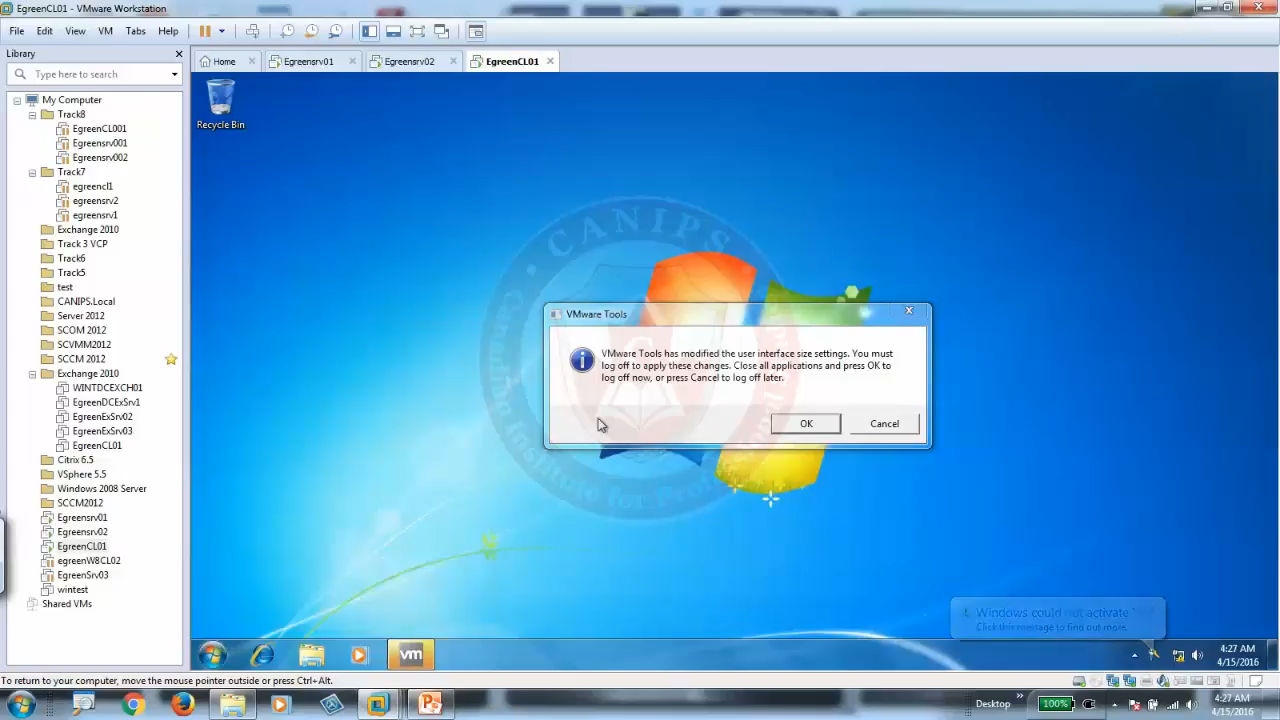 EgreenCL01 - VMware Workstation
File Edit View VM Tabs Help
Library
Type here to search
My Computer
Track8
EgreenCL001
Egreensrv001
Egreensrv002
Track7
egreencl1
egreensrv2
egreensrv1
Exchange 2010
Track 3 VCP
Track6
Track5
test
CANIPS.Local
Server 2012
SCOM 2012
SCVMM2012
SCCM 2012
Exchange 2010
WINTDCEXCH01
EgreenDCExSrv1
EgreenExSrv02
EgreenExSrv03
EgreenCL01
Citrix 6.5
VSphere 5.5
Windows 2008 Server
SCCM2012
Egreensrv01
Egreensrv02
EgreenCL01
egreenW8CL02
EgreenSrv03
wintest
Shared VMs
Home Egreensrv01 Egreensrv02 EgreenCL01
Recycle Bin
CANIPS
VMware Tools
VMware Tools has modified the user interface size settings. You must
log off to apply these changes. Close all applications and press OK to
log off now, or press Cancel to log off later.
OK Cancel
Windows could not activate
Click this message to find out more.
vm
4:27 AM
4/15/2016
To return to your computer, move the mouse pointer outside or press Ctrl+Alt.
Desktop
100%
4:27 AM
4/15/2016